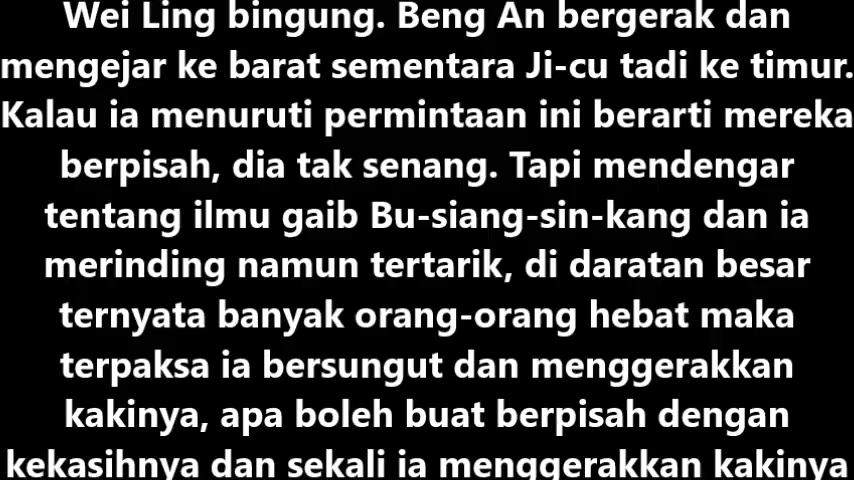 Wei Ling bingung. Beng An bergerak dan
mengejar ke barat sementara Ji-cu tadi ke timur.
Kalau ia menuruti permintaan ini berarti mereka
berpisah, dia tak senang. Tapi mendengar
tentang ilmu gaib Bu-siang-sin-kang dan ia
merinding namun tertarik, di daratan besar
ternyata banyak orang-orang hebat maka
terpaksa ia bersungut dan menggerakkan
kakinya, apa boleh buat berpisah dengan
kekasihnya dan sekali ia menggerakkan kakinya